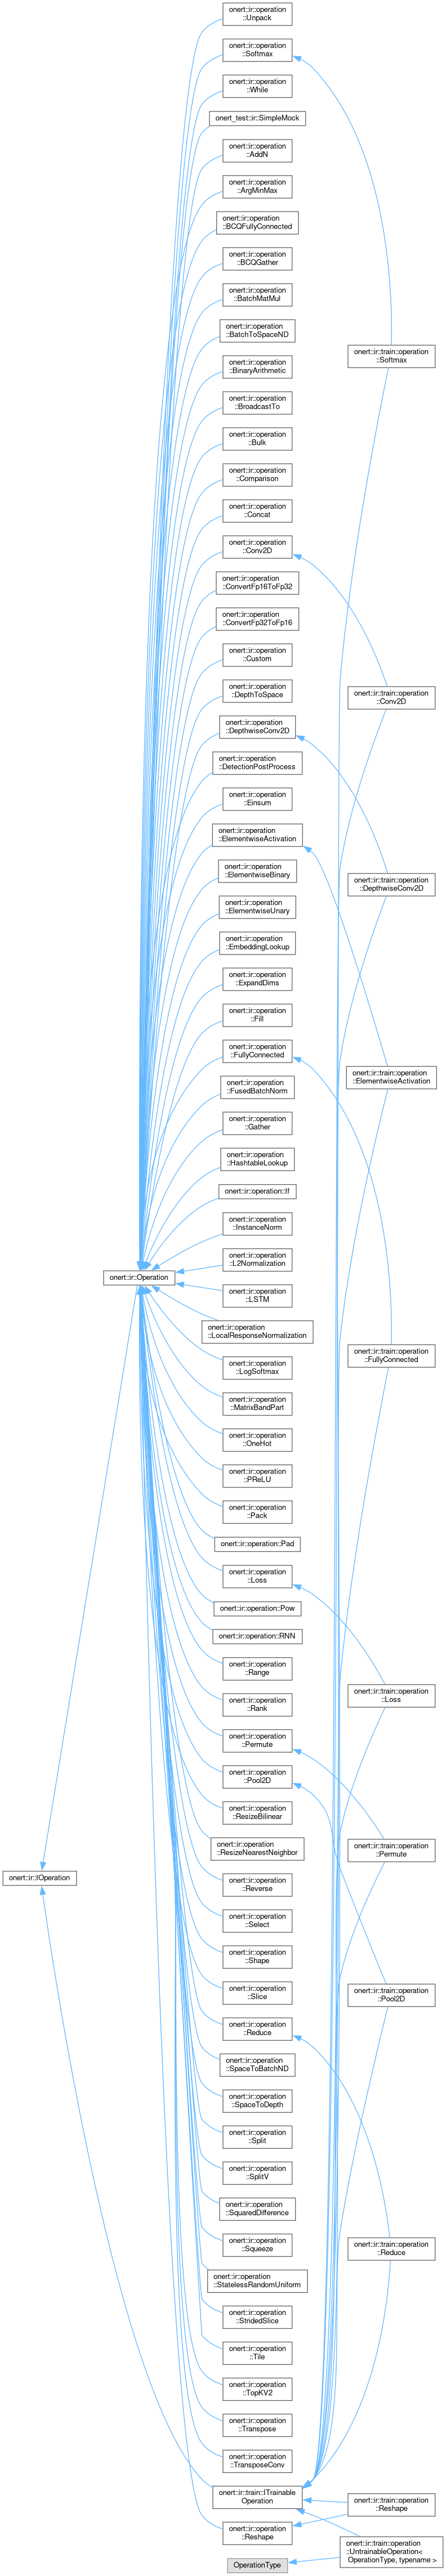 onert::ir::operation
::Unpack
onert::ir::operation
::Softmax
onert::ir::operation
::While
onert_test::ir::SimpleMock
onert::ir::operation
::AddN
onert::ir::operation
::ArgMinMax
onert::ir::operation
::BCQFullyConnected
onert::ir::operation
::BCQGather
onert::ir::operation
::BatchMatMul
onert::ir::operation
::BatchToSpaceND
onert::ir::train::operation
::Softmax
onert::ir::operation
::BinaryArithmetic
onert::ir::operation
::BroadcastTo
onert::ir::operation
::Bulk
onert::ir::operation
::Comparison
onert::ir::operation
::Concat
onert::ir::operation
::Conv2D
onert::ir::operation
::ConvertFp16ToFp32
onert::ir::operation
::ConvertFp32ToFp16
onert::ir::operation
::Custom
onert::ir::operation
::DepthToSpace
onert::ir::train::operation
::Conv2D
onert::ir::operation
::DepthwiseConv2D
onert::ir::operation
::DetectionPostProcess
onert::ir::operation
::Einsum
onert::ir::operation
::ElementwiseActivation
onert::ir::operation
::ElementwiseBinary
onert::ir::train::operation
::DepthwiseConv2D
onert::ir::operation
::ElementwiseUnary
onert::ir::operation
::EmbeddingLookup
onert::ir::operation
::ExpandDims
onert::ir::operation
::Fill
onert::ir::operation
::FullyConnected
onert::ir::train::operation
::ElementwiseActivation
onert::ir::operation
::FusedBatchNorm
onert::ir::operation
::Gather
onert::ir::operation
::HashtableLookup
onert::ir::operation::If
onert::ir::operation
::InstanceNorm
onert::ir::operation
::L2Normalization
onert::ir::Operation
onert::ir::operation
::LSTM
onert::ir::operation
::LocalResponseNormalization
onert::ir::train::operation
::FullyConnected
onert::ir::operation
::LogSoftmax
onert::ir::operation
::MatrixBandPart
onert::ir::operation
::OneHot
onert::ir::operation
::PReLU
onert::ir::operation
::Pack
onert::ir::operation::Pad
onert::ir::operation
::Loss
onert::ir::operation::Pow
onert::ir::operation::RNN
onert::ir::operation
::Range
onert::ir::train::operation
::Loss
onert::ir::operation
::Rank
onert::ir::operation
::Permute
onert::ir::operation
::Pool2D
onert::ir::operation
::ResizeBilinear
onert::ir::operation
::ResizeNearestNeighbor
onert::ir::train::operation
::Permute
onert::ir::IOperation
onert::ir::operation
::Reverse
onert::ir::operation
::Select
onert::ir::operation
::Shape
onert::ir::operation
::Slice
onert::ir::train::operation
::Pool2D
onert::ir::operation
::Reduce
onert::ir::operation
::SpaceToBatchND
onert::ir::operation
::SpaceToDepth
onert::ir::operation
::Split
onert::ir::operation
::SplitV
onert::ir::operation
::SquaredDifference
onert::ir::operation
::Squeeze
onert::ir::train::operation
::Reduce
onert::ir::operation
::StatelessRandomUniform
onert::ir::operation
::StridedSlice
onert::ir::operation
::Tile
onert::ir::operation
::TopKV2
onert::ir::operation
::Transpose
onert::ir::operation
::TransposeConv
onert::ir::train::ITrainable
Operation
onert::ir::train::operation
::Reshape
onert::ir::operation
::Reshape
onert::ir::train::operation
::UntrainableOperation<
OperationType, typename >
OperationType